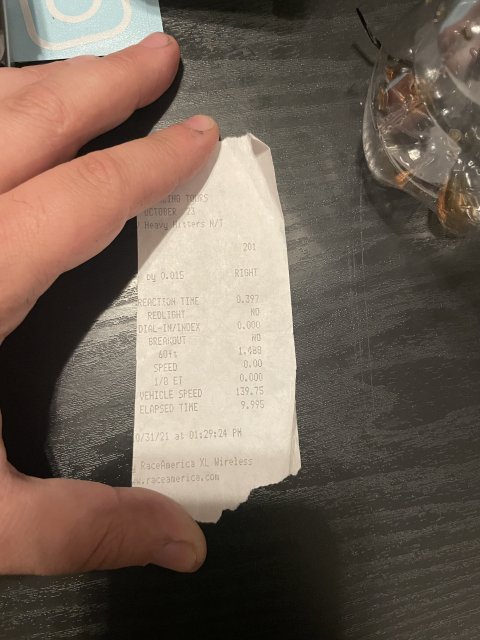 TOURS
OCTOBER 23
Heavy Hitters N/T
201
by 0.015 RIGHT
REACTION TIME 0.397
REDLIGHT NO
DIAL-IN/INDEX 0.000
BREAKOUT NO
60ft 1.488
SPEED 0.00
1/8 ET 0.000
VEHICLE SPEED 139.75
ELAPSED TIME 9.995
0/31/21 at 01:29:24 PM
RaceAmerica XL Wireless
w.raceamerica.com